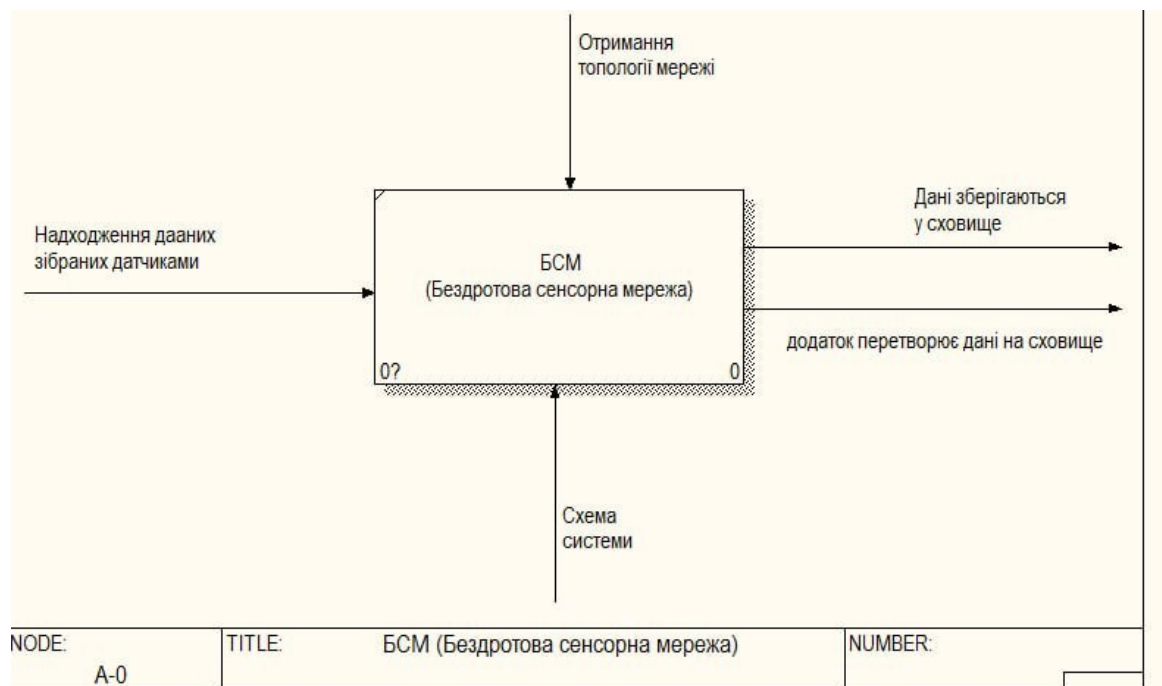 Отримання
топології мережі
Дані зберігаються
у сховище
Надходження дааних
зібраних датчиками
БСМ
(Бездротова сенсорна мережа)
додаток перетворює дані на сховище
0?
0
Схема
системи
NODE:
TITLE:
БСМ (Бездротова сенсорна мережа)
NUMBER:
A-0